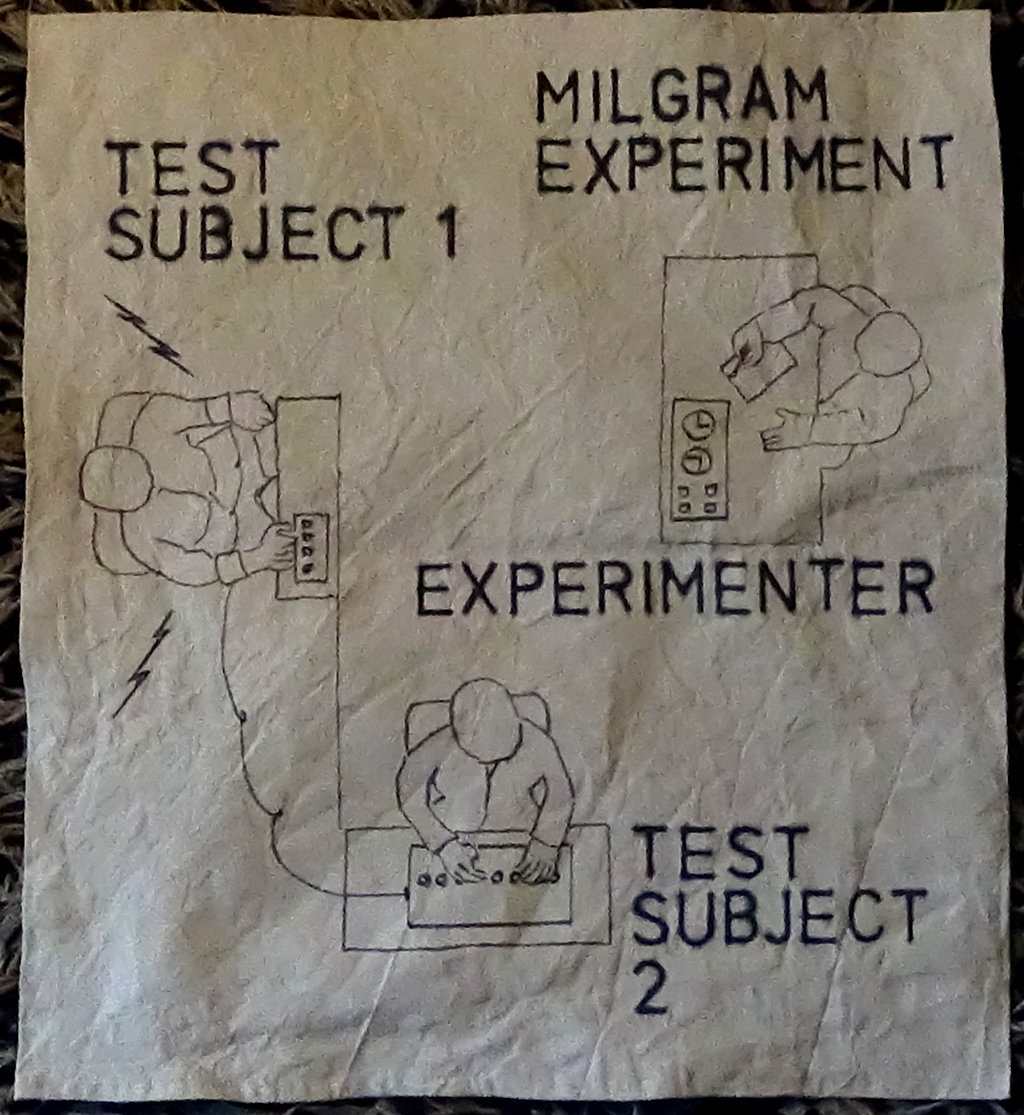 MILGRAM
EXPERIMENT
TEST
SUBJECT 1
EXPERIMENTER
TEST
SUBJECT
2